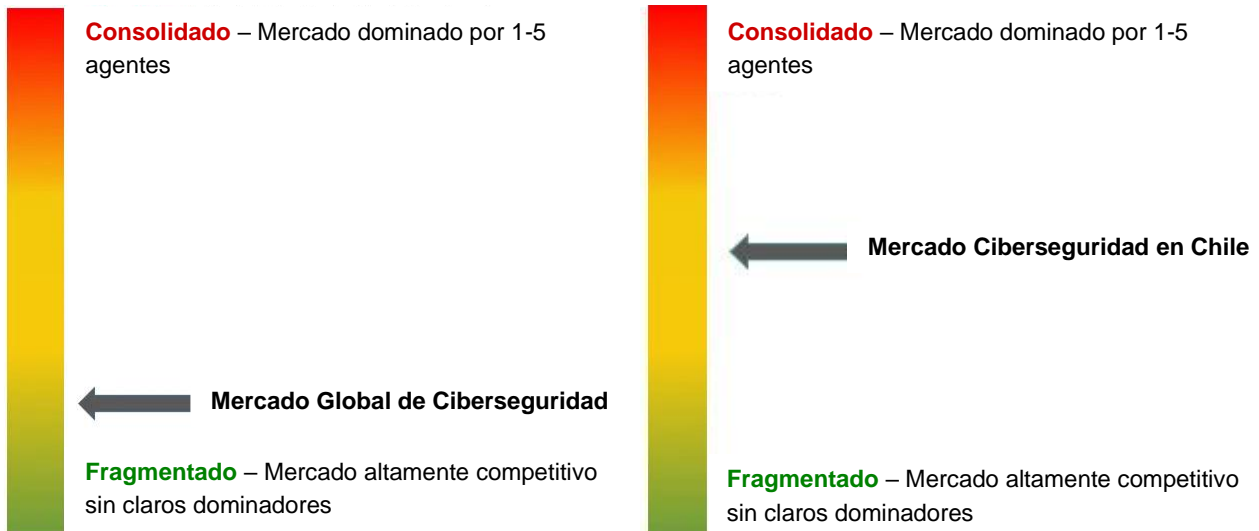 Consolidado – Mercado dominado por 1-5
agentes
Mercado Global de Ciberseguridad
Fragmentado – Mercado altamente competitivo
sin claros dominadores
Consolidado – Mercado dominado por 1-5
agentes
Mercado Ciberseguridad en Chile
Fragmentado – Mercado altamente competitivo
sin claros dominadores